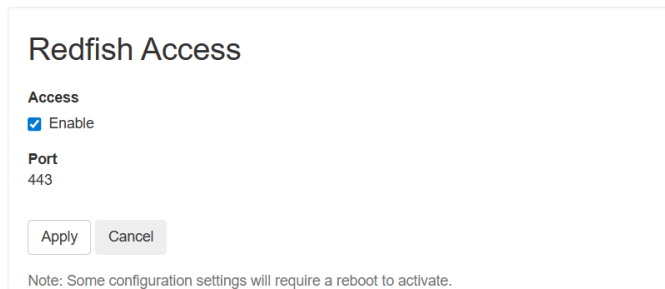 Redfish Access
Access
Enable
Port
443
Apply Cancel
Note: Some configuration settings will require a reboot to activate.